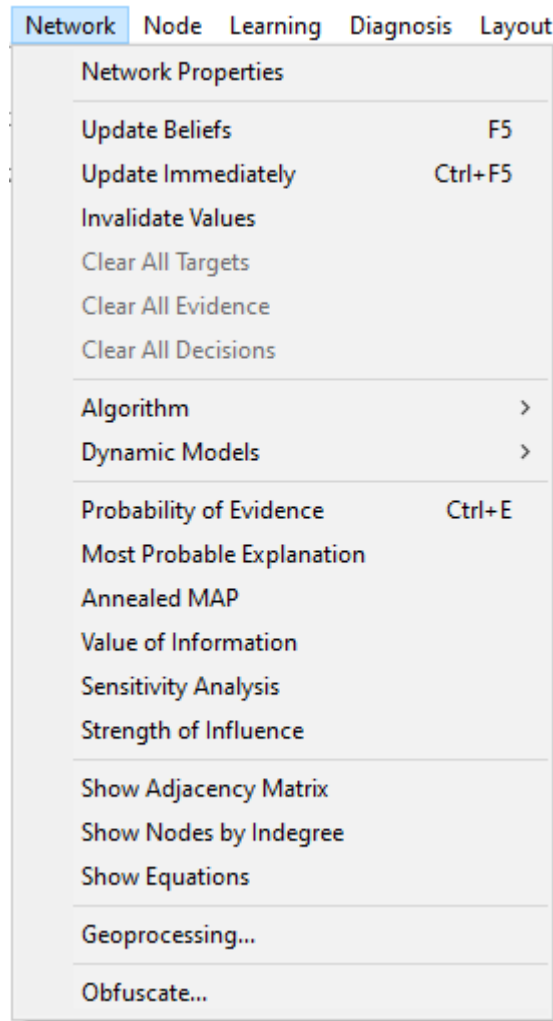 Network Node Learning Diagnosis Layout
Network Properties
Update Beliefs F5
Update Immediately Ctrl+F5
Invalidate Values
Clear All Targets
Clear All Evidence
Clear All Decisions
Algorithm >
Dynamic Models >
Probability of Evidence Ctrl+E
Most Probable Explanation
Annealed MAP
Value of Information
Sensitivity Analysis
Strength of Influence
Show Adjacency Matrix
Show Nodes by Indegree
Show Equations
Geoprocessing...
Obfuscate...